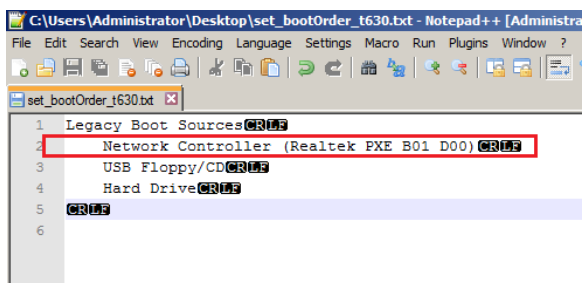 C:\Users\Administrator\Desktop\set_bootOrder_t630.txt - Notepad++ [Administra
File Edit Search View Encoding Language Settings Macro Run Plugins Window ?
set_bootOrder_t630.txt
1 Legacy Boot SourcesCRLF
2 Network Controller (Realtek PXE B01 D00)CRLF
3 USB Floppy/CDCRLF
4 Hard DriveCRLF
5 CRLF
6